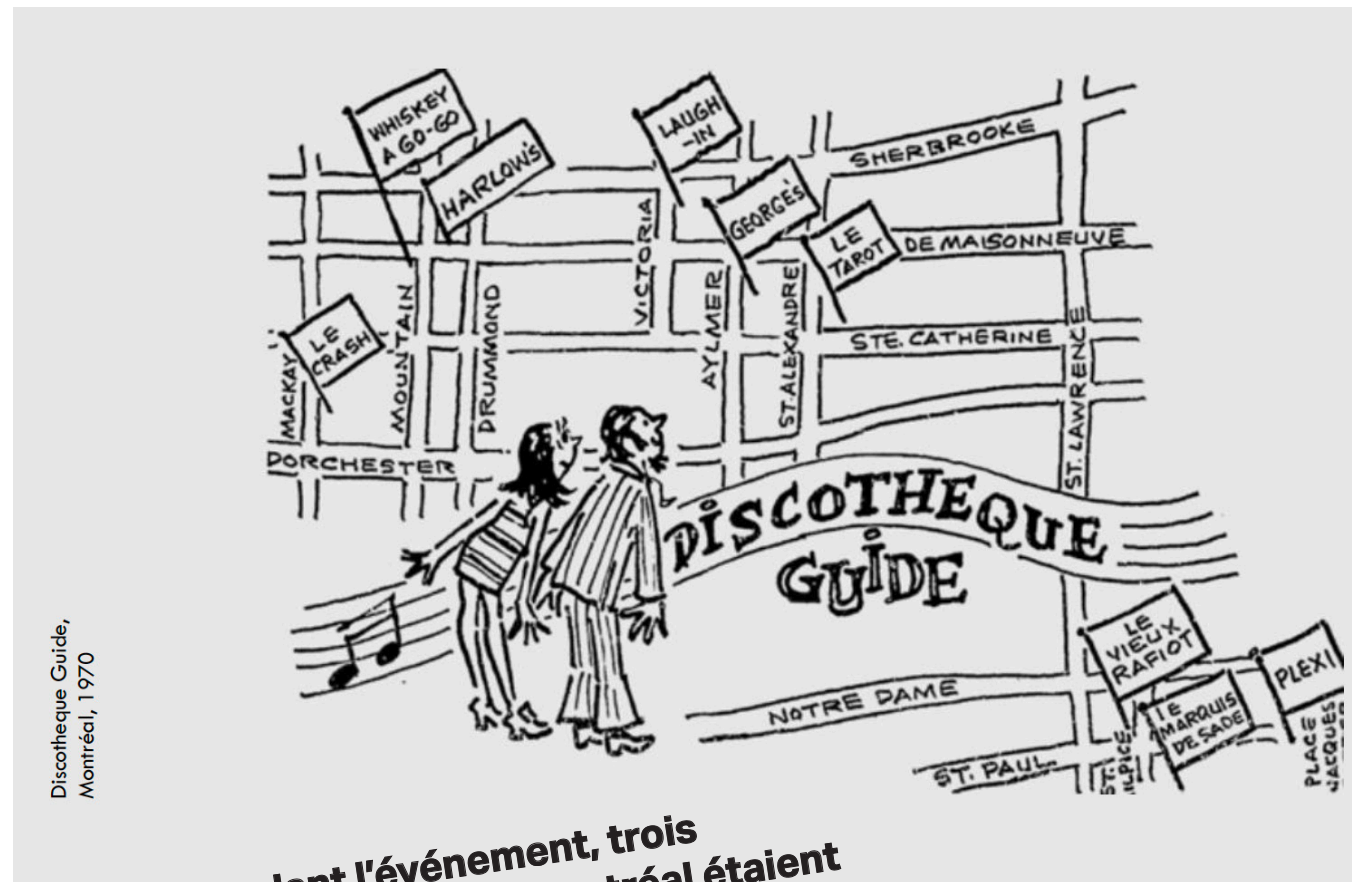 WHISKEY
A GO-GO
HARLOW'S
LAUGH
-IN
GEORGE'S
LE
TAROT
SHERBROOKE
DE MAISONNEUVE
VICTORIA
LE
CRASH
MACKAY
MOUNTAIN
DRUMMOND
AYLMER
ST. ALEXANDRE
STE. CATHERINE
ST. LAWRENCE
DORCHESTER
DISCOTHEQUE
GUIDE
LE
VIEUX
RAFIOT
PLEXI
LE
MARQUIS
DE SADE
NOTRE DAME
ST. PAUL
ST.
PLACE
JACQUES
Discotheque Guide,
Montréal, 1970
l'événement, trois
étaient